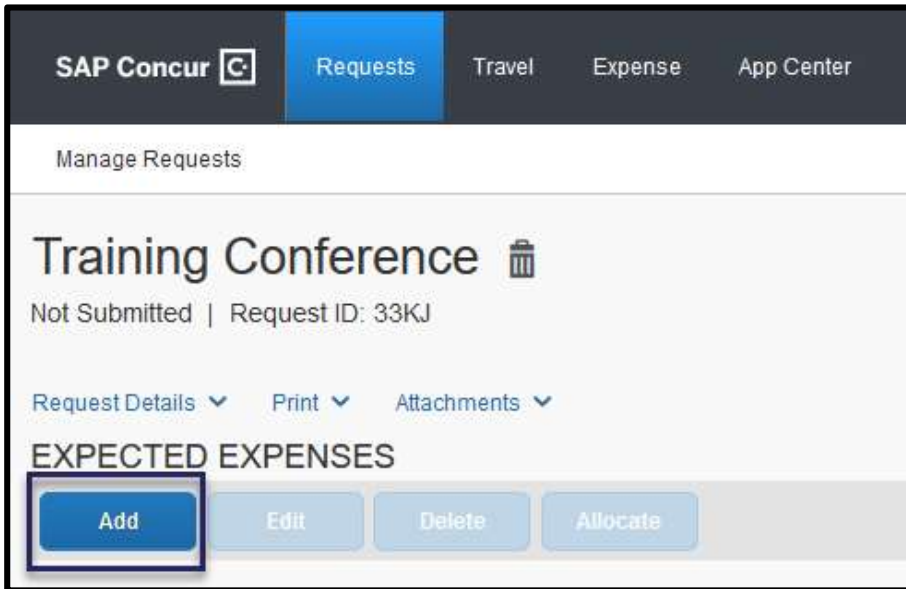 SAP Concur C Requests Travel Expense App Center
Manage Requests
Training Conference
Not Submitted | Request ID: 33KJ
Request Details Print Attachments
EXPECTED EXPENSES
Add Edit Delete Allocate